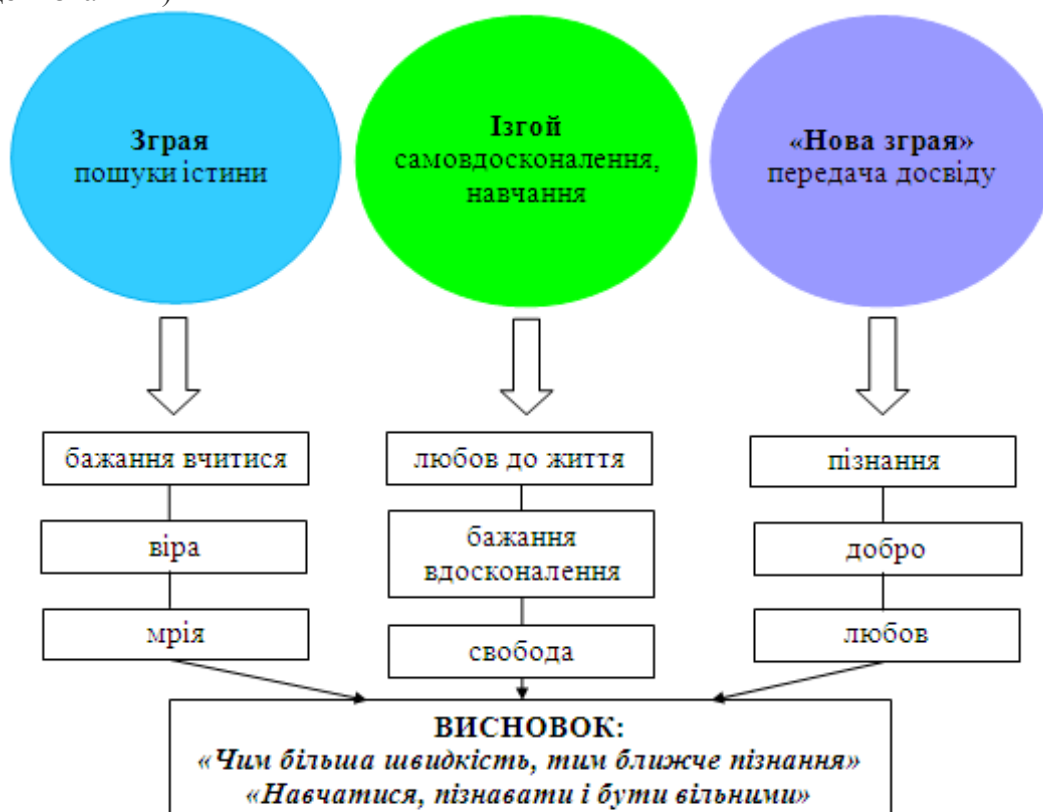 Зграя
пошуки істини
Ізгой
самовдосконалення,
навчання
«Нова зграя»
передача досвіду
бажання вчитися
віра
мрія
любов до життя
бажання
вдосконалення
свобода
пізнання
добро
любов
ВИСНОВОК:
«Чим більша швидкість, тим ближче пізнання»
«Навчатися, пізнавати і бути вільними»